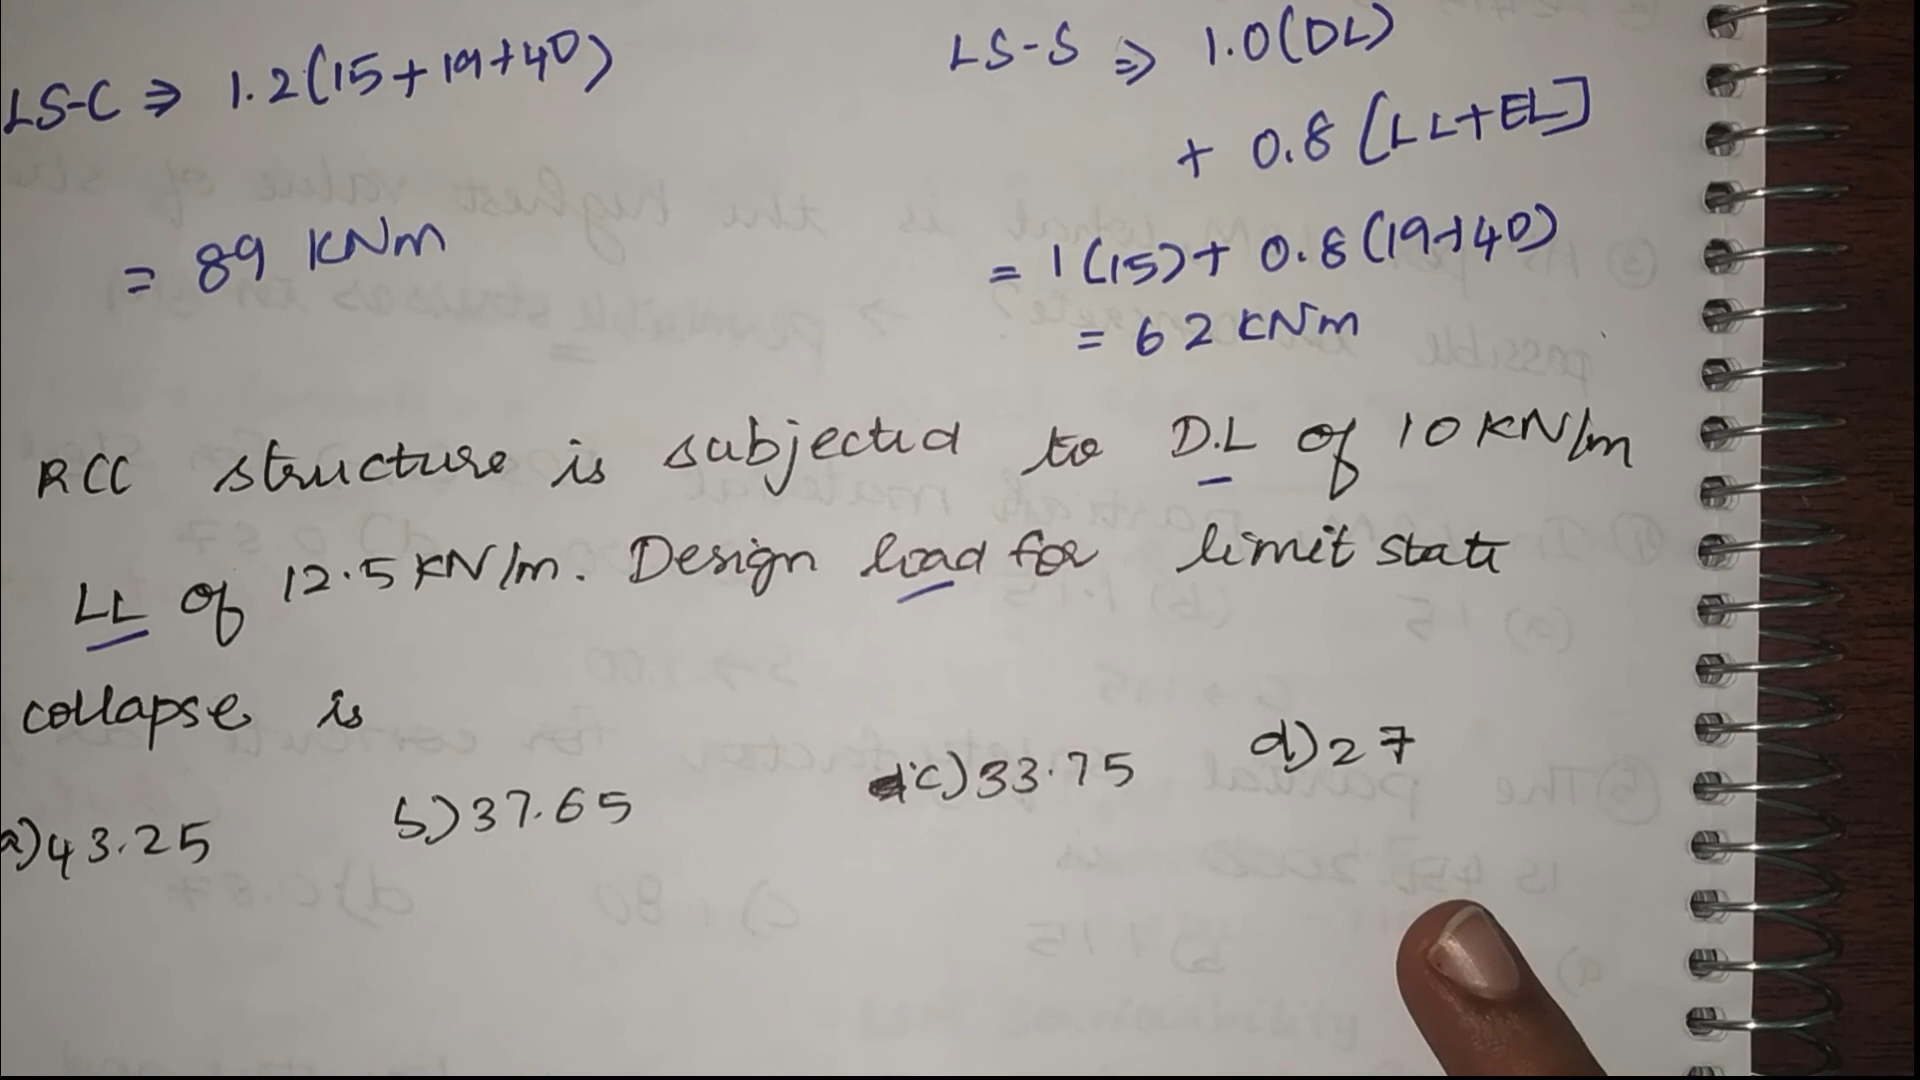 LS-C ⇒ 1.2(15+19+40)
= 89 KNm
LS-S ⇒ 1.0(DL)
+ 0.8[LL+EL]
= 1(15)+ 0.8(19+40)
= 62 KNm
RCC structure is subjected to D.L of 10 KN/m
LL of 12.5 KN/m. Design load for limit state
collapse is
a)43.25 b)37.65 c)33.75 d)27